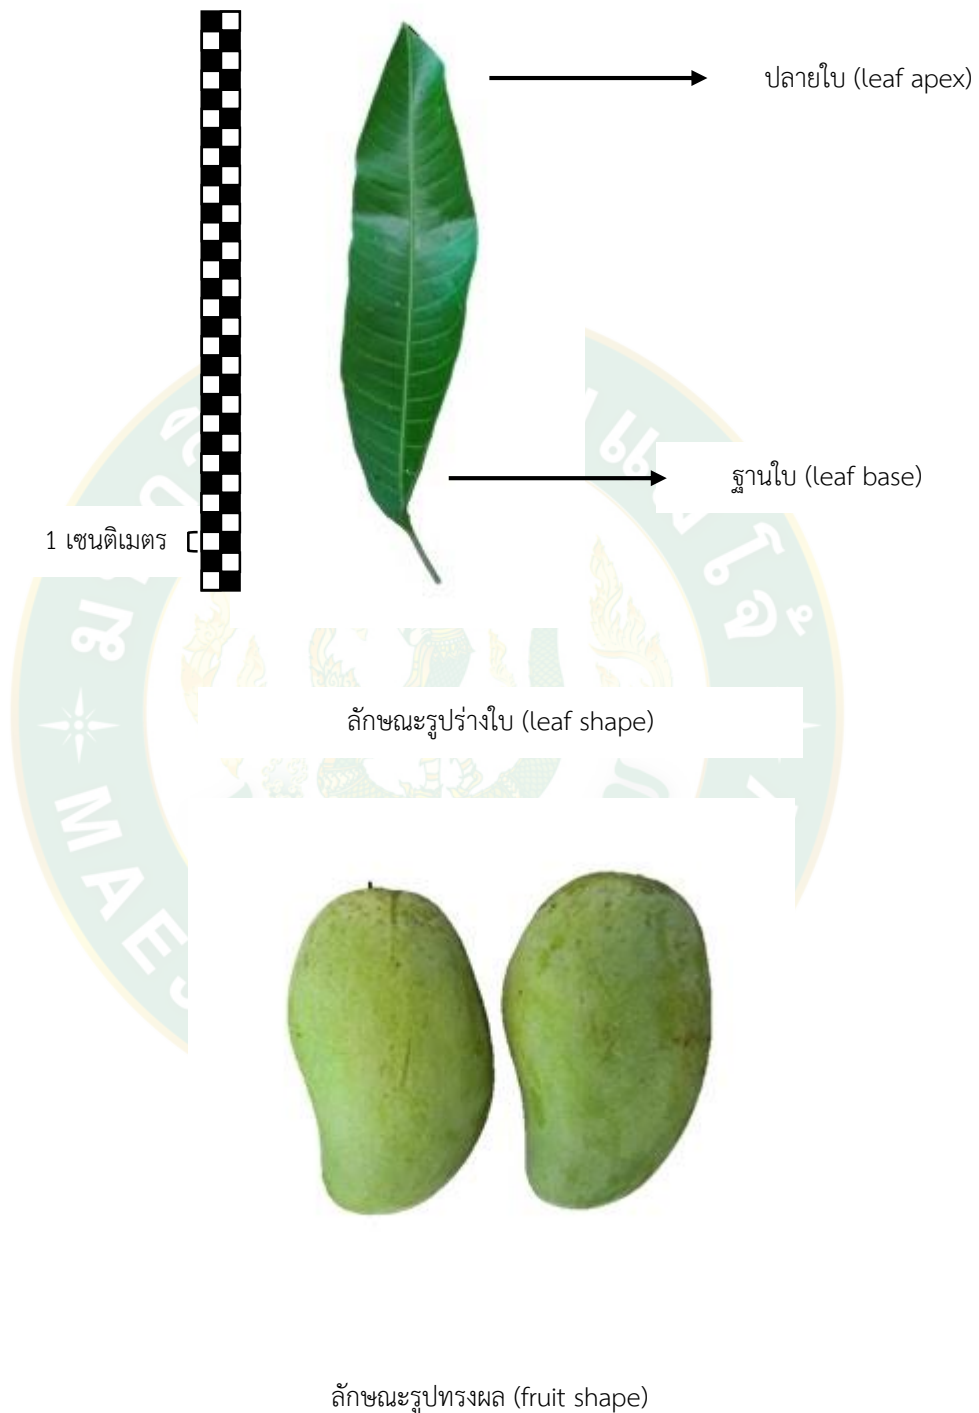 ปลายใบ (leaf apex)
ฐานใบ (leaf base)
1 เซนติเมตร
ลักษณะรูปร่างใบ (leaf shape)
MAEJ
ลักษณะรูปทรงผล (fruit shape)